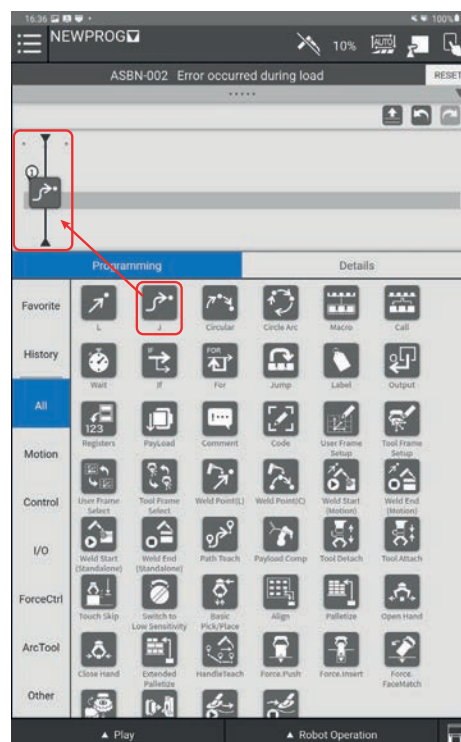 16:36
100%
NEWPROG
10%
AUTO
ASBN-002 Error occurred during load
RESET
1
Programming
Details
Favorite
History
All
Motion
Control
I/O
ForceCtrl
ArcTool
Other
L
J
Circular
Circle Arc
Macro
Call
IF
FOR
Wait
If
For
Jump
Label
Output
123
Registers
PayLoad
Comment
Code
User Frame
Setup
Tool Frame
Setup
User Frame
Select
Tool Frame
Select
Weld Point(L)
Weld Point(C)
Weld Start
(Motion)
Weld End
(Motion)
Weld Start
(Standalone)
Weld End
(Standalone)
Path Teach
Payload Comp
Tool Detach
Tool Attach
Touch Skip
Switch to
Low Sensitivity
Basic
Pick/Place
Align
Palletize
Open Hand
Close Hand
Extended
Palletize
HandleTeach
Force.Push
Force.Insert
Force.
FaceMatch
▲ Play
▲ Robot Operation